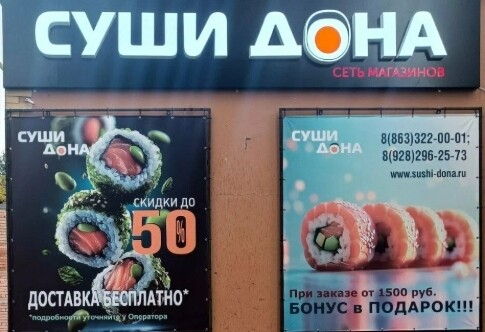 СУШИ ДОНА
СЕТЬ МАГАЗИНОВ
СУШИ
ДОНА
СКИДКИ ДО
50%
ДОСТАВКА БЕСПЛАТНО*
*подробности уточняйте у Оператора
СУШИ
ДОНА
8(863)322-00-01;
8(928)296-25-73
www.sushi-dona.ru
При заказе от 1500 руб.
БОНУС в ПОДАРОК!!!